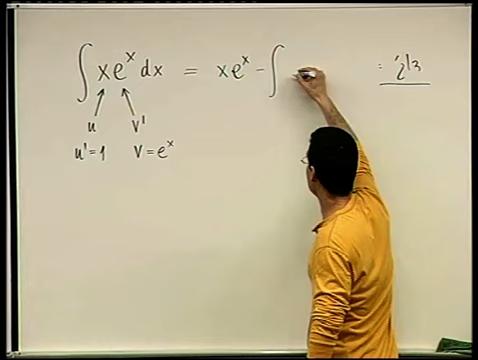 ∫ x e^x dx = x e^x - ∫
u v'
u' = 1 v = e^x